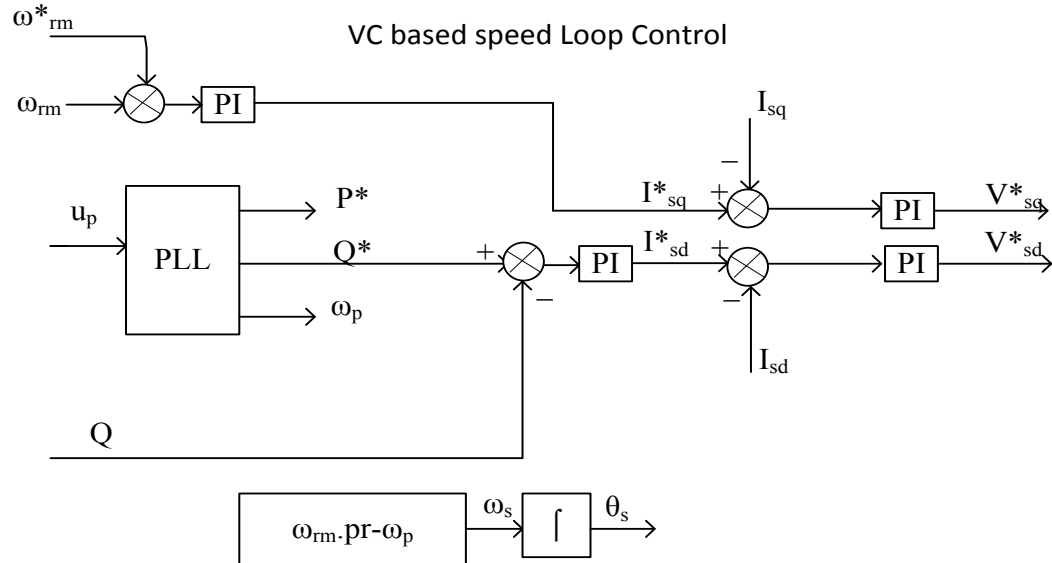 ω*rm
VC based speed Loop Control
ωrm
PI
Isq
−
up
PLL
P*
I*sq
+
PI
V*sq
Q*
+
PI
I*sd
+
PI
V*sd
−
−
ωp
Isd
Q
ωrm.pr-ωp
ωs
∫
θs